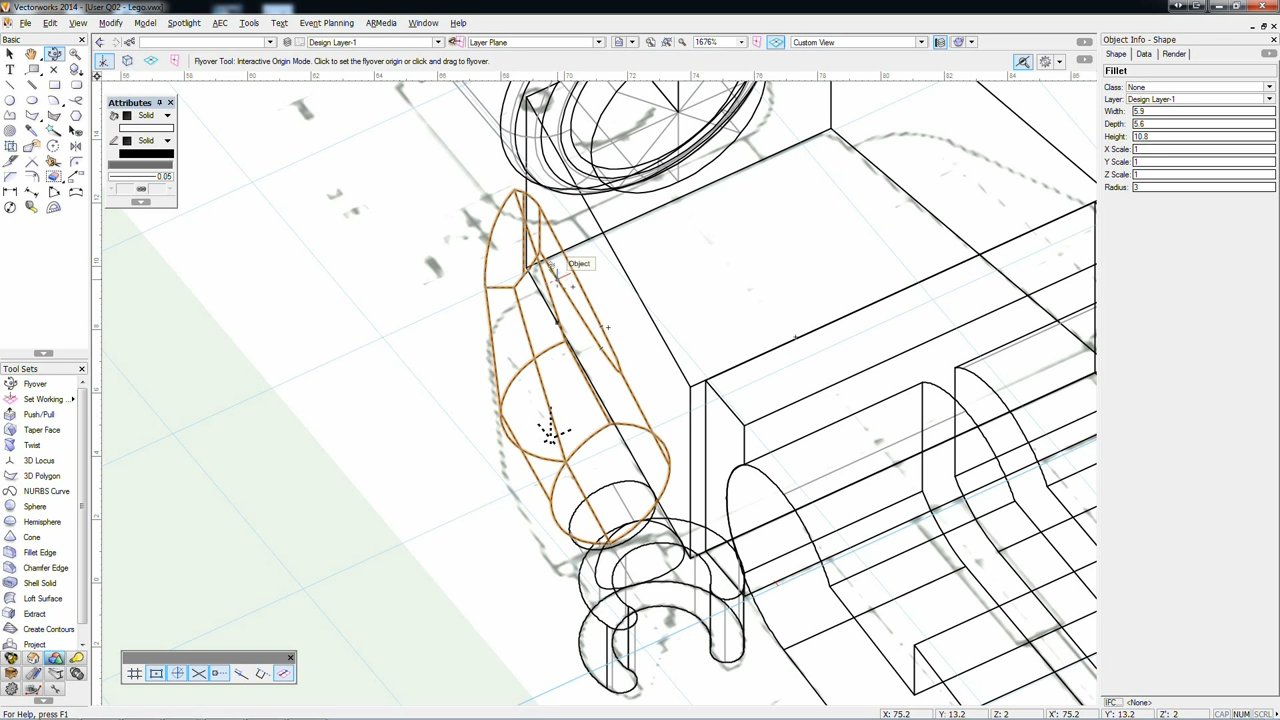 Vectorworks 2014 - [User Q02 - Lego.vwx]
File Edit View Modify Model Spotlight AEC Tools Text Event Planning ARMedia Window Help
Basic
Design Layer-1 Layer Plane 1676% Custom View
Flyover Tool: Interactive Origin Mode. Click to set the flyover origin or click and drag to flyover.
Object Info - Shape
Shape Data Render
Fillet
Class: None
Layer: Design Layer-1
Width: 5.9
Depth: 5.6
Height: 10.8
X Scale: 1
Y Scale: 1
Z Scale: 1
Radius: 3
Attributes
Solid
Solid
0.05
Object
Tool Sets
Flyover
Set Working ...
Push/Pull
Taper Face
Twist
3D Locus
3D Polygon
NURBS Curve
Sphere
Hemisphere
Cone
Fillet Edge
Chamfer Edge
Shell Solid
Loft Surface
Extract
Create Contours
Project
IFC <None>
For Help, press F1
X: 75.2 Y: 13.2 Z: 2 X': 75.2 Y': 13.2 Z': 2 CAP NUM SCRL